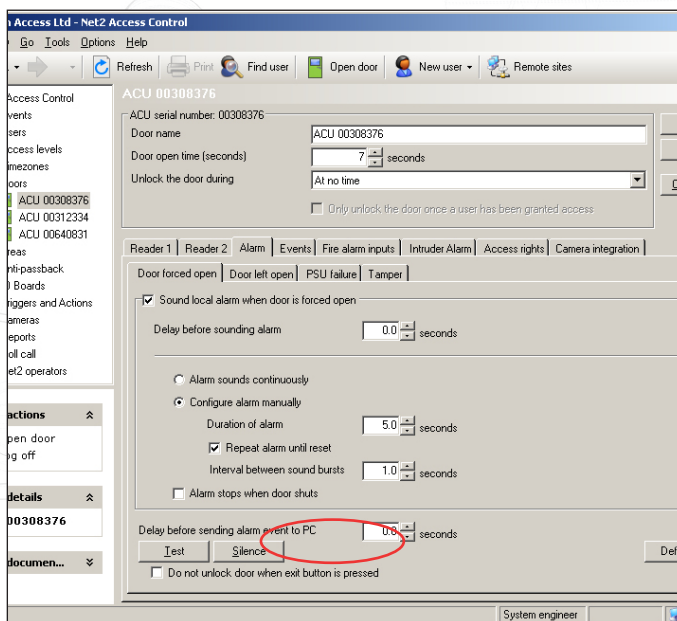 n Access Ltd - Net2 Access Control
Go Tools Options Help
Refresh Print Find user Open door New user Remote sites
Access Control
vents
sers
ccess levels
mezones
oors
ACU 00308376
ACU 00312334
ACU 00640831
reas
nti-passback
) Boards
riggers and Actions
ameras
eports
oll call
et2 operators
actions
pen door
og off
details
00308376
documen...
ACU 00308376
ACU serial number: 00308376
Door name ACU 00308376
Door open time (seconds) 7 seconds
Unlock the door during At no time
Only unlock the door once a user has been granted access
Reader 1 Reader 2 Alarm Events Fire alarm inputs Intruder Alarm Access rights Camera integration
Door forced open Door left open PSU failure Tamper
Sound local alarm when door is forced open
Delay before sounding alarm 0.0 seconds
Alarm sounds continuously
Configure alarm manually
Duration of alarm 5.0 seconds
Repeat alarm until reset
Interval between sound bursts 1.0 seconds
Alarm stops when door shuts
Delay before sending alarm event to PC 0.0 seconds
Test Silence Def
Do not unlock door when exit button is pressed
System engineer